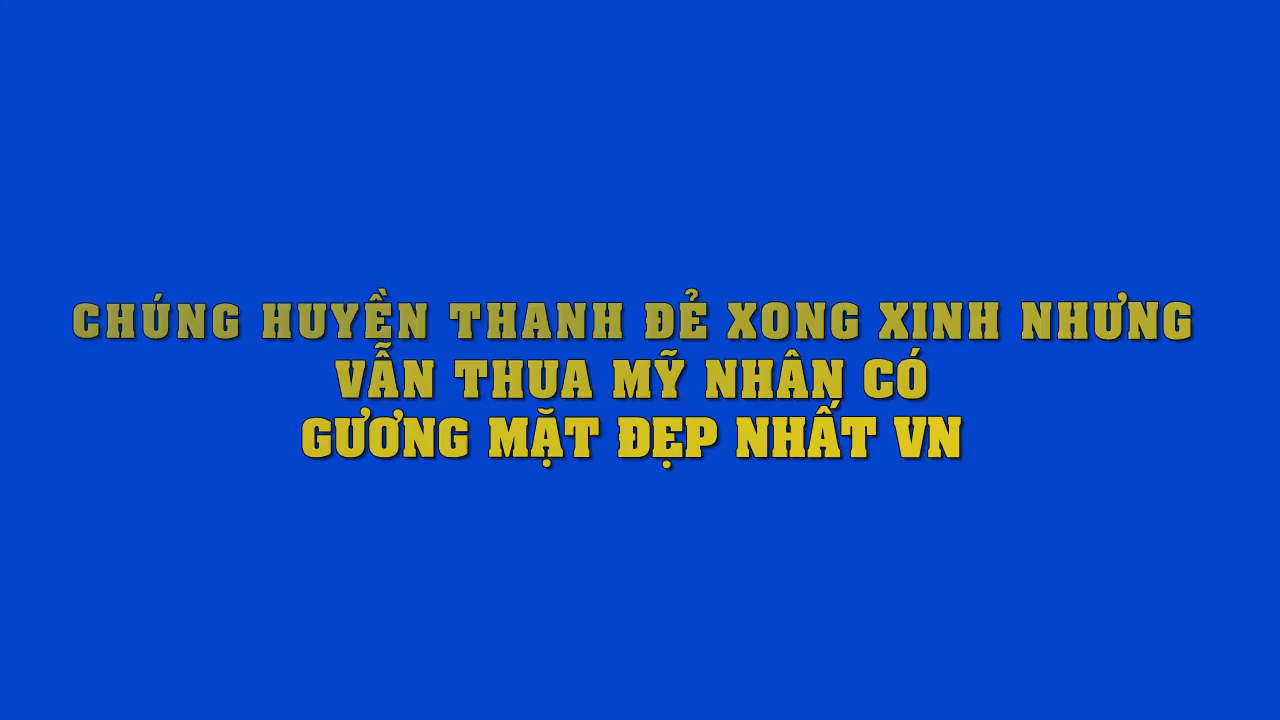 CHÚNG HUYỀN THANH ĐẺ XONG XINH NHƯNG
VẪN THUA MỸ NHÂN CÓ
GƯƠNG MẶT ĐẸP NHẤT VN